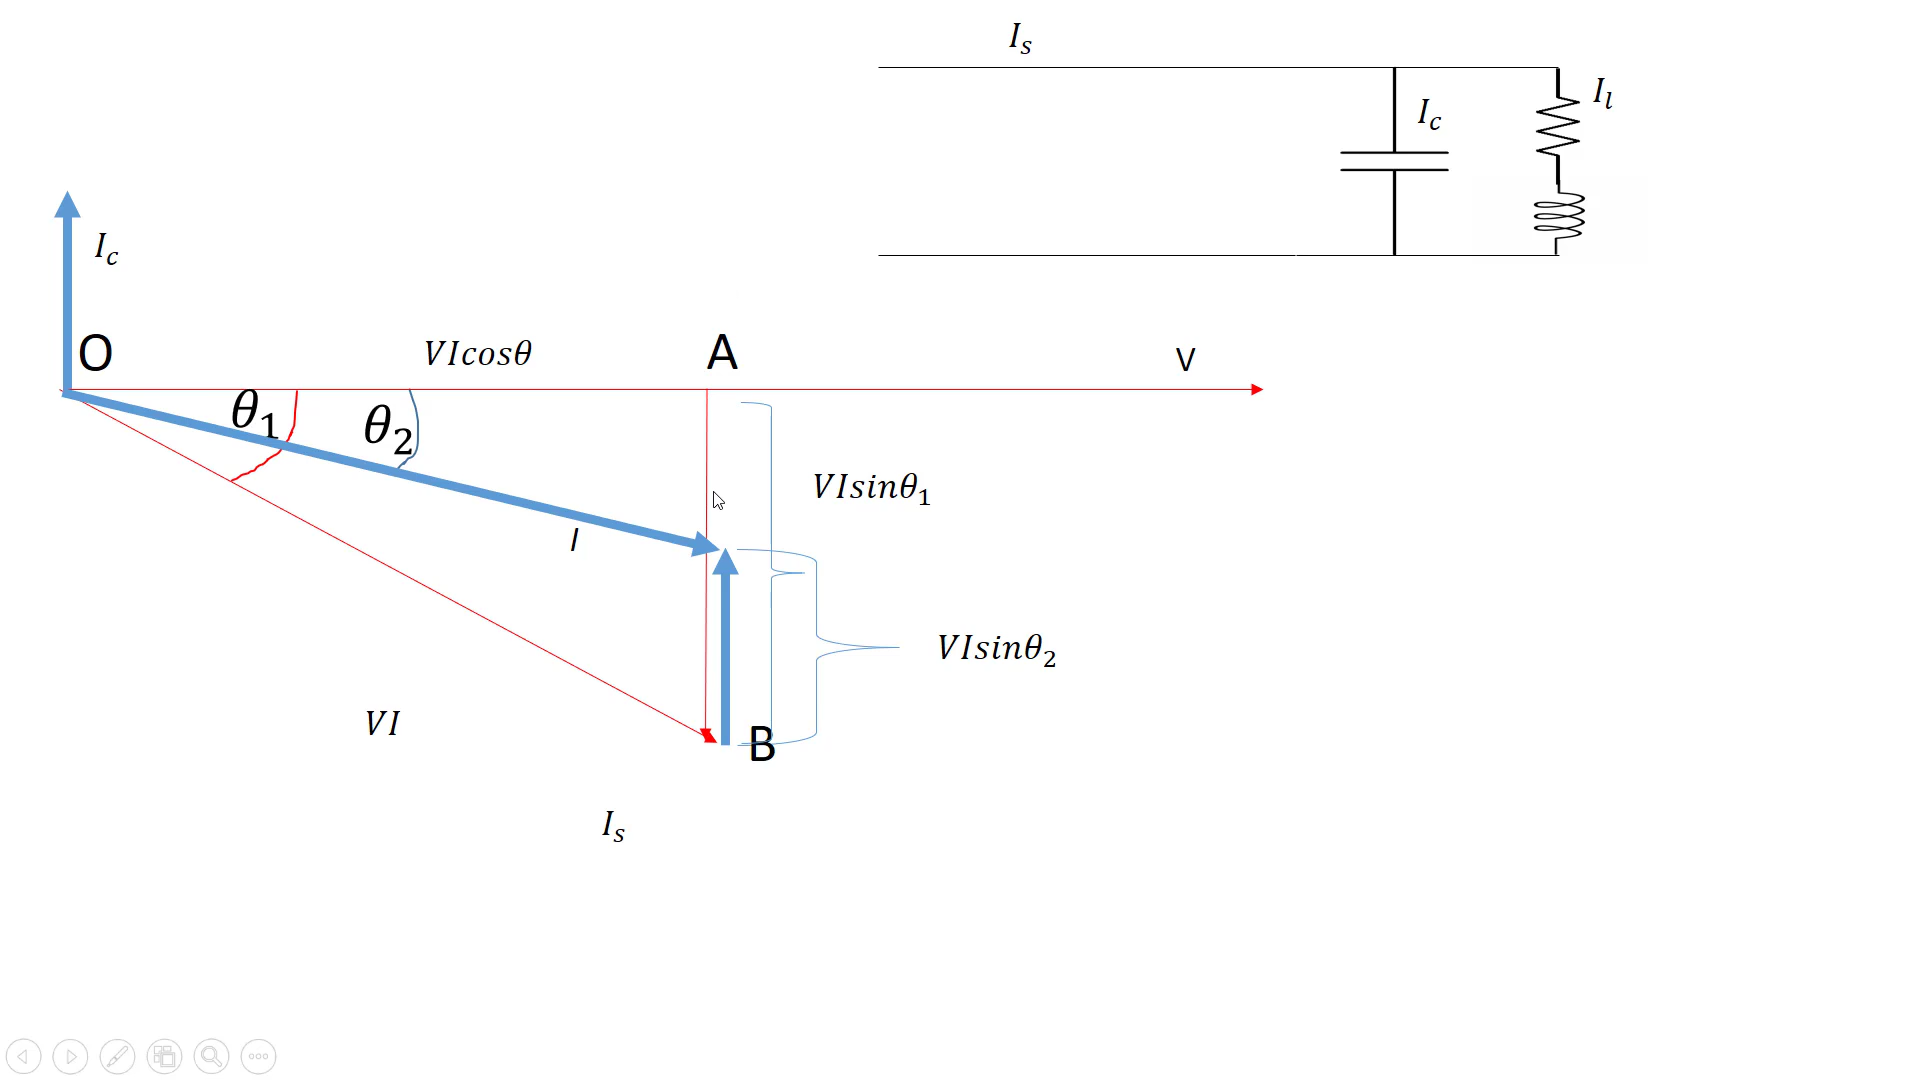 I_s
I_l
I_c
I_c
O
VIcosθ
A
V
θ_1
θ_2
VIsinθ_1
I
VIsinθ_2
VI
B
I_s